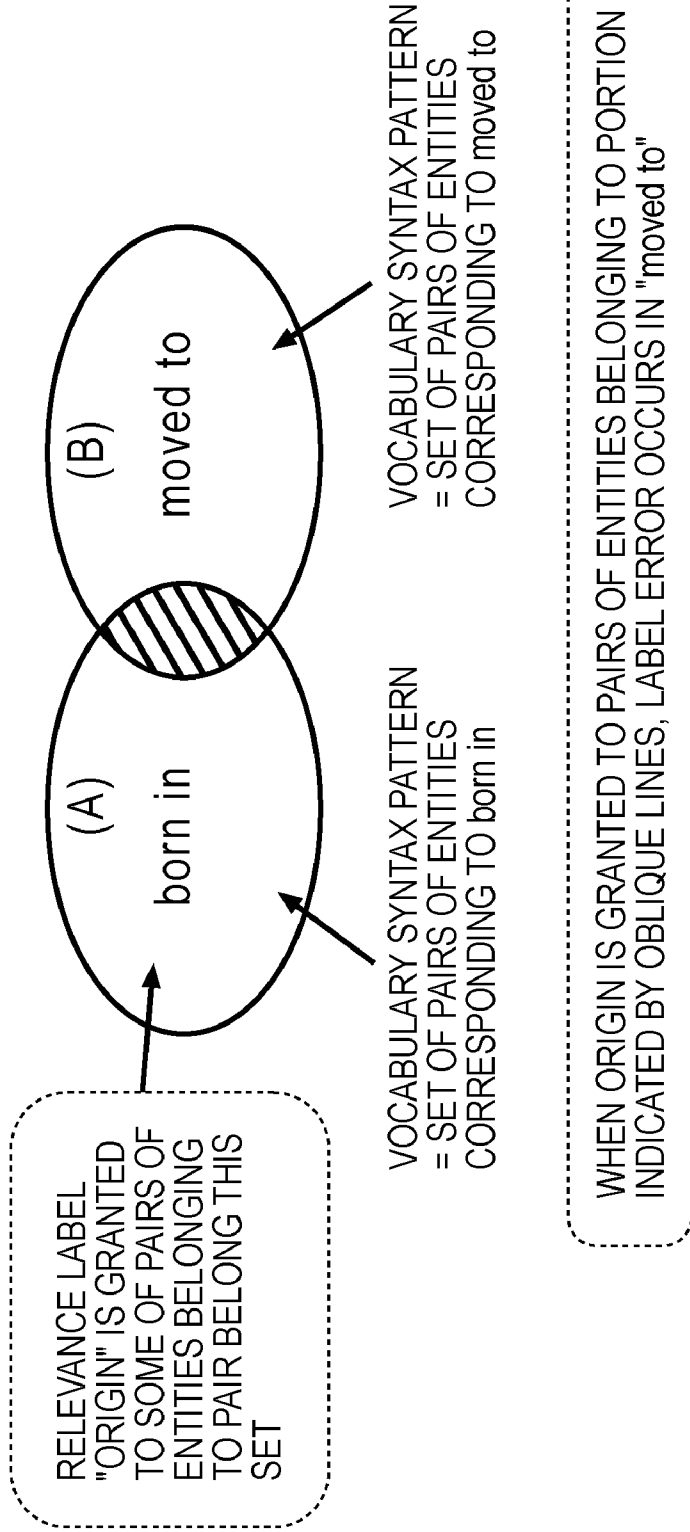 RELEVANCE LABEL
"ORIGIN" IS GRANTED
TO SOME OF PAIRS OF
ENTITIES BELONGING
TO PAIR BELONG THIS
SET
(A)
born in
(B)
moved to
VOCABULARY SYNTAX PATTERN
= SET OF PAIRS OF ENTITIES
CORRESPONDING TO born in
VOCABULARY SYNTAX PATTERN
= SET OF PAIRS OF ENTITIES
CORRESPONDING TO moved to
WHEN ORIGIN IS GRANTED TO PAIRS OF ENTITIES BELONGING TO PORTION
INDICATED BY OBLIQUE LINES, LABEL ERROR OCCURS IN "moved to"